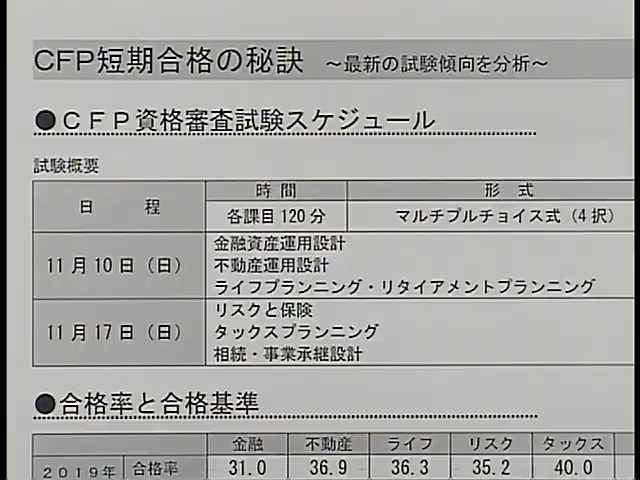 CFP短期合格の秘訣 ～最新の試験傾向を分析～
●ＣＦＰ資格審査試験スケジュール
試験概要
日 程 時 間 形 式
各課目 120 分 マルチプルチョイス式（4 択）
11 月 10 日（日） 金融資産運用設計
不動産運用設計
ライフプランニング・リタイアメントプランニング
11 月 17 日（日） リスクと保険
タックスプランニング
相続・事業承継設計
●合格率と合格基準
金融 不動産 ライフ リスク タックス
２０１９年 合格率 31.0 36.9 36.3 35.2 40.0